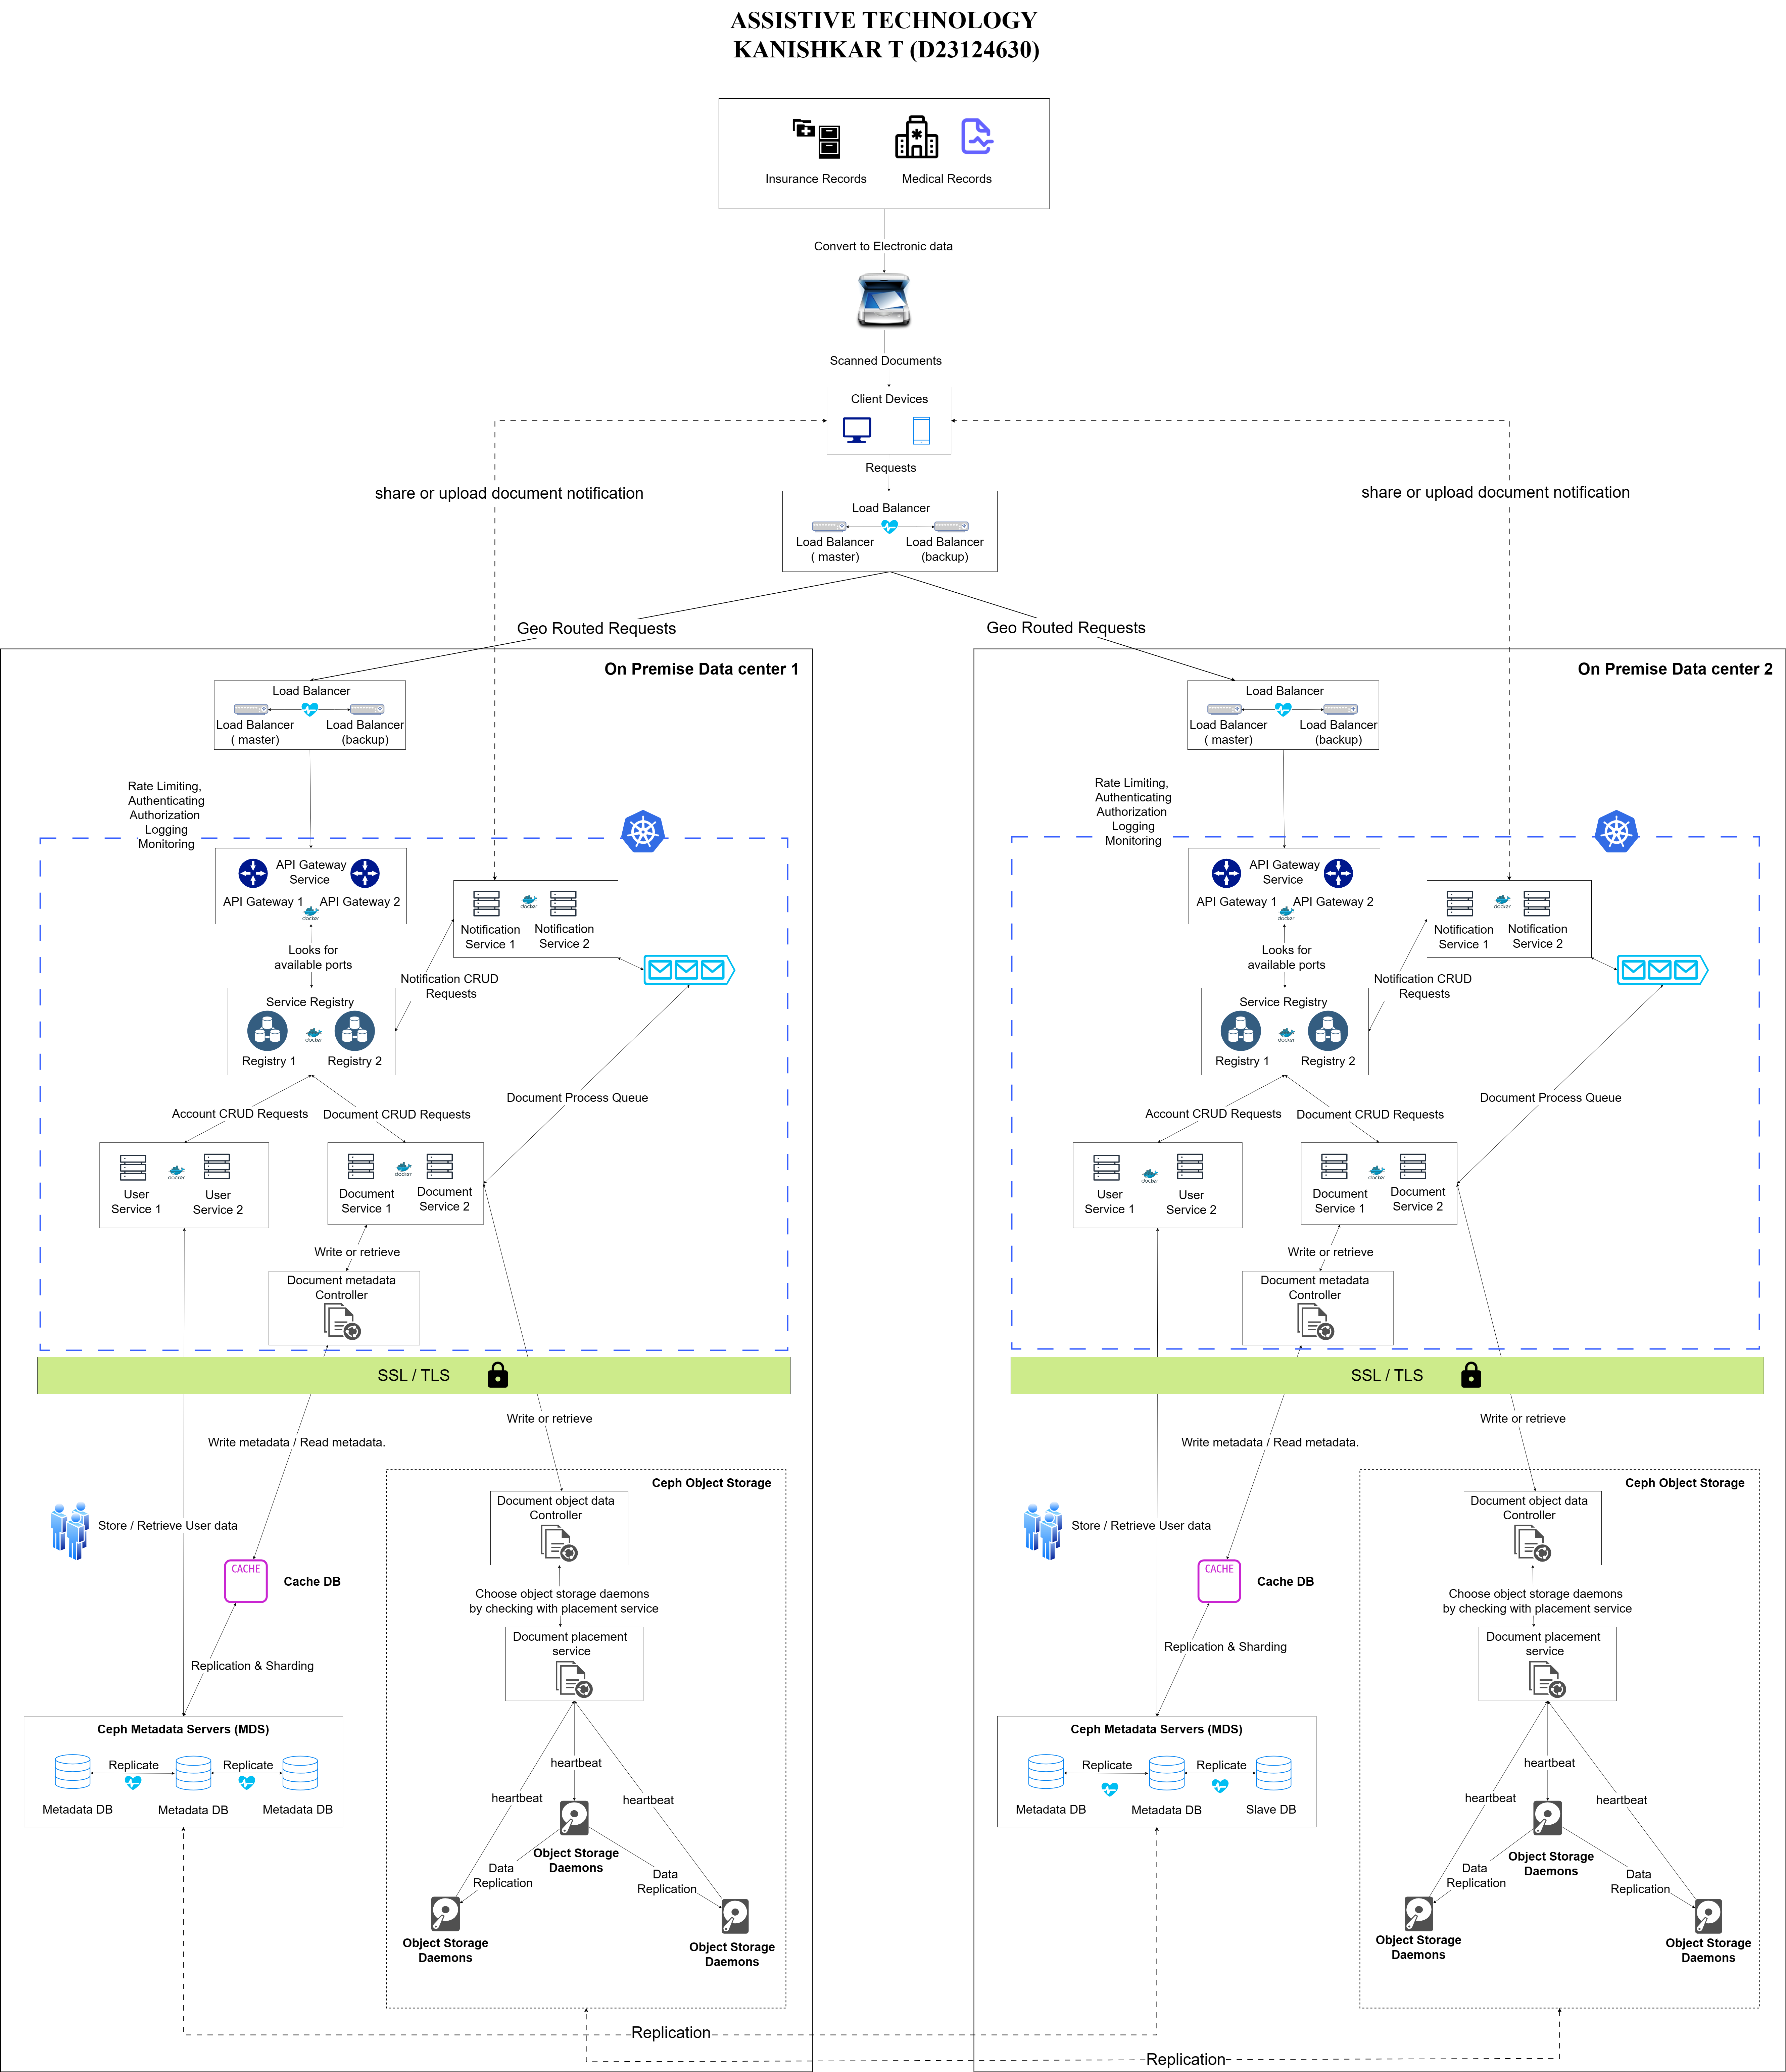 ASSISTIVE TECHNOLOGY
KANISHKAR T (D23124630)
Insurance Records
Medical Records
Convert to Electronic data
Scanned Documents
Client Devices
Requests
share or upload document notification
share or upload document notification
Load Balancer
Load Balancer
( master)
Load Balancer
(backup)
Geo Routed Requests
Geo Routed Requests
On Premise Data center 1
Load Balancer
Load Balancer
( master)
Load Balancer
(backup)
Rate Limiting,
Authenticating
Authorization
Logging
Monitoring
API Gateway
Service
API Gateway 1
API Gateway 2
docker
Notification
Service 1
docker
Notification
Service 2
Looks for
available ports
Notification CRUD
Requests
Service Registry
docker
Registry 1
Registry 2
Account CRUD Requests
Document CRUD Requests
Document Process Queue
docker
User
Service 1
User
Service 2
docker
Document
Service 1
Document
Service 2
Write or retrieve
Document metadata
Controller
SSL / TLS
Write or retrieve
Write metadata / Read metadata.
Ceph Object Storage
Document object data
Controller
Store / Retrieve User data
CACHE
Cache DB
Choose object storage daemons
by checking with placement service
Document placement
service
Replication & Sharding
Ceph Metadata Servers (MDS)
Replicate
Replicate
Metadata DB
Metadata DB
Metadata DB
heartbeat
heartbeat
heartbeat
Object Storage
Daemons
Data
Replication
Data
Replication
Object Storage
Daemons
Object Storage
Daemons
On Premise Data center 2
Load Balancer
Load Balancer
( master)
Load Balancer
(backup)
Rate Limiting,
Authenticating
Authorization
Logging
Monitoring
API Gateway
Service
API Gateway 1
API Gateway 2
docker
Notification
Service 1
docker
Notification
Service 2
Looks for
available ports
Notification CRUD
Requests
Service Registry
docker
Registry 1
Registry 2
Account CRUD Requests
Document CRUD Requests
Document Process Queue
docker
User
Service 1
User
Service 2
docker
Document
Service 1
Document
Service 2
Write or retrieve
Document metadata
Controller
SSL / TLS
Write or retrieve
Write metadata / Read metadata.
Ceph Object Storage
Document object data
Controller
Store / Retrieve User data
CACHE
Cache DB
Choose object storage daemons
by checking with placement service
Document placement
service
Replication & Sharding
Ceph Metadata Servers (MDS)
Replicate
Replicate
Metadata DB
Metadata DB
Slave DB
heartbeat
heartbeat
heartbeat
Object Storage
Daemons
Data
Replication
Data
Replication
Object Storage
Daemons
Object Storage
Daemons
Replication
Replication